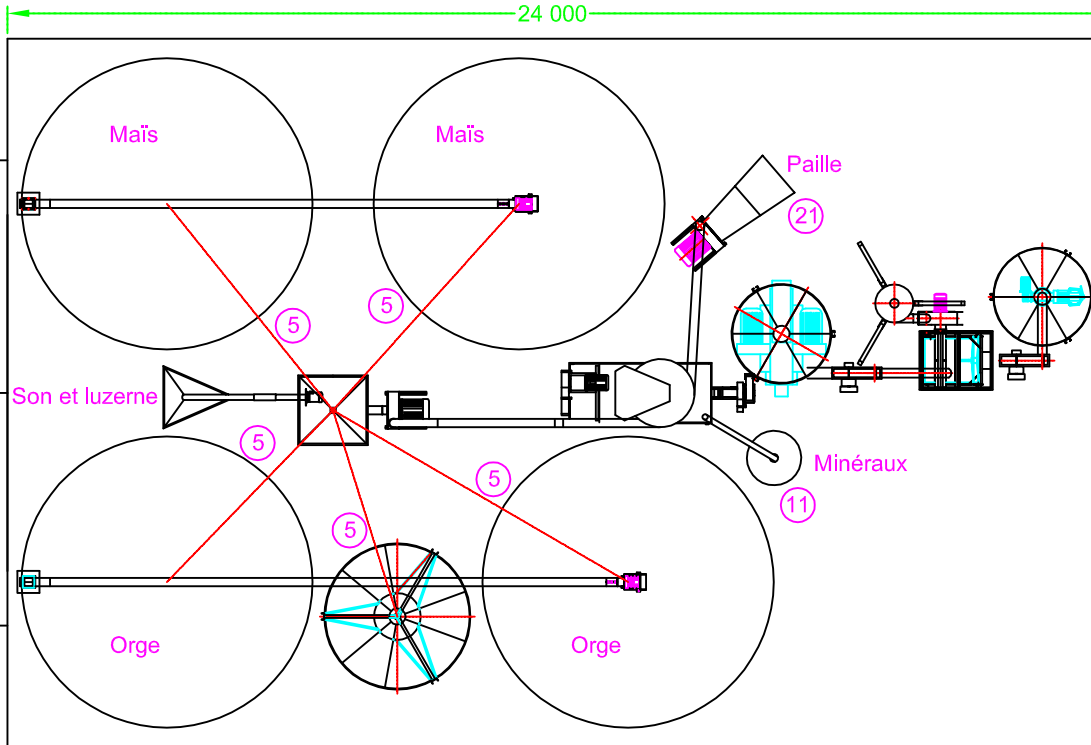 24 000
Maïs
Maïs
Paille
21
5
5
Son et luzerne
5
5
5
Minéraux
11
Orge
Orge